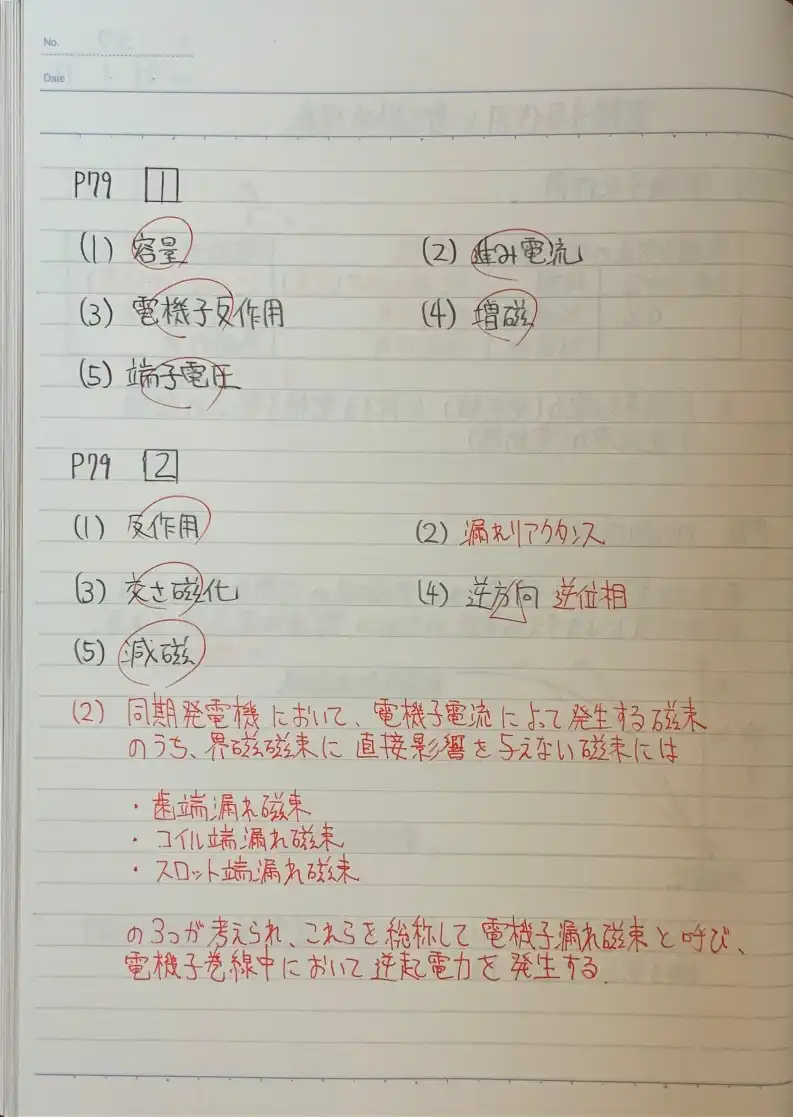 No.
Date
P79 1
(1) 容量 (2) 進み電流
(3) 電機子反作用 (4) 増磁
(5) 端子電圧
P79 2
(1) 反作用 (2) 漏れリアクタンス
(3) 交さ磁化 (4) 逆方向 逆位相
(5) 減磁
(2) 同期発電機において、電機子電流によって発生する磁束
のうち、界磁磁束に直接影響を与えない磁束には
・歯端漏れ磁束
・コイル端漏れ磁束
・スロット端漏れ磁束
の3つが考えられ、これらを総称して電機子漏れ磁束と呼び、
電機子巻線中において逆起電力を発生する.